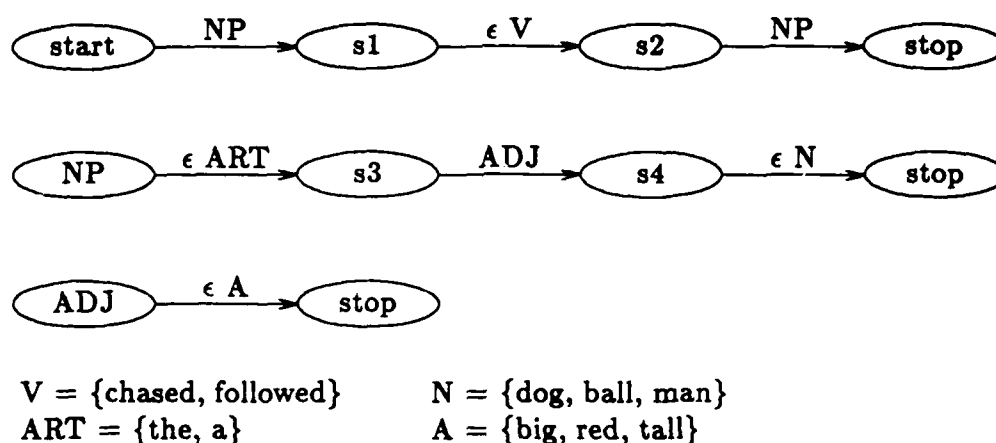 NP ϵ V NP
start s1 s2 stop
ϵ ART ADJ ϵ N
NP s3 s4 stop
ϵ A
ADJ stop
V = {chased, followed} N = {dog, ball, man}
ART = {the, a} A = {big, red, tall}